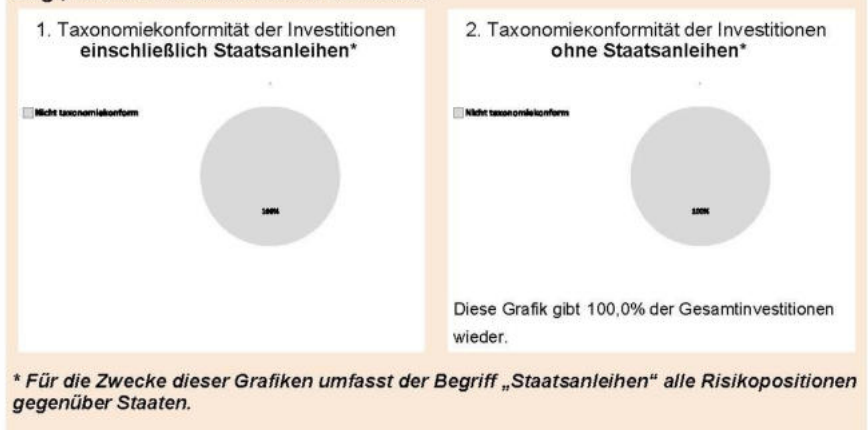 1. Taxonomiekonformität der Investitionen
einschließlich Staatsanleihen*
Nicht taxonomiekonform
100%
2. Taxonomieкonformität der Investitionen
ohne Staatsanleihen*
Nicht taxonomiekonform
100%
Diese Grafik gibt 100,0% der Gesamtinvestitionen
wieder.
* Für die Zwecke dieser Grafiken umfasst der Begriff „Staatsanleihen“ alle Risikopositionen
gegenüber Staaten.